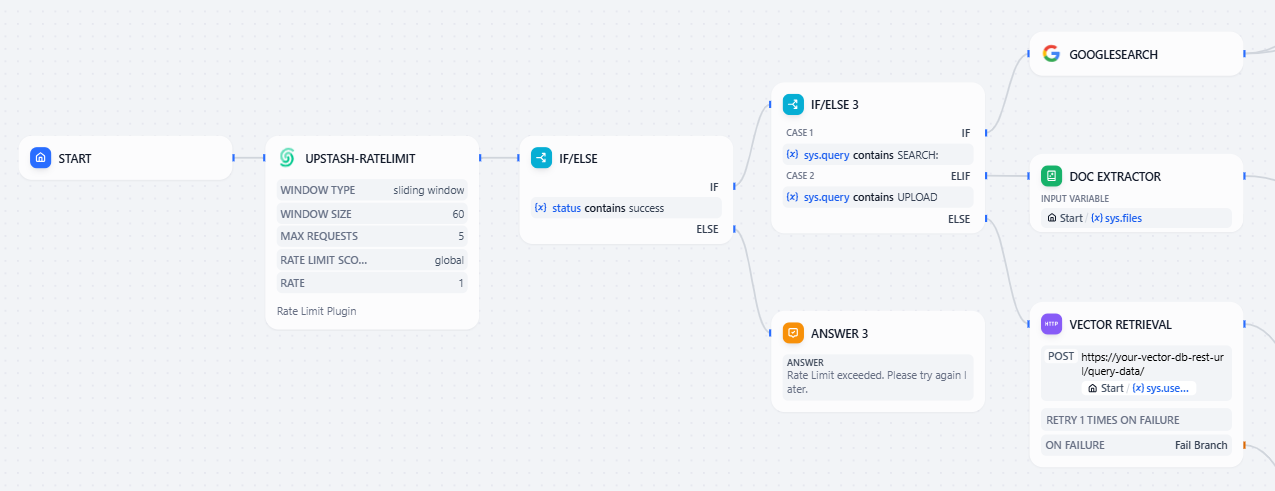 START
UPSTASH-RATELIMIT
WINDOW TYPE sliding window
WINDOW SIZE 60
MAX REQUESTS 5
RATE LIMIT SCO... global
RATE 1
Rate Limit Plugin
IF/ELSE
IF
{x} status contains success
ELSE
IF/ELSE 3
CASE 1 IF
{x} sys.query contains SEARCH:
CASE 2 ELIF
{x} sys.query contains UPLOAD
ELSE
ANSWER 3
ANSWER
Rate Limit exceeded. Please try again l
ater.
GOOGLESEARCH
DOC EXTRACTOR
INPUT VARIABLE
Start / {x} sys.files
HTTP VECTOR RETRIEVAL
POST https://your-vector-db-rest-ur
l/query-data/
Start / {x} sys.use...
RETRY 1 TIMES ON FAILURE
ON FAILURE Fail Branch